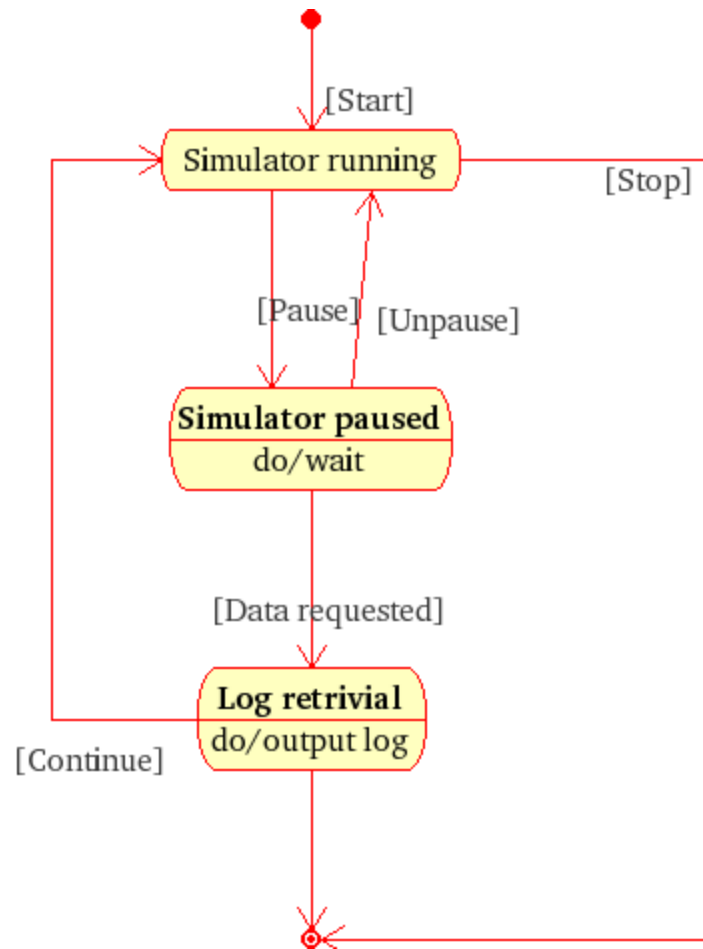 [Start]
Simulator running
[Stop]
[Pause]
[Unpause]
Simulator paused
do/wait
[Data requested]
Log retrivial
do/output log
[Continue]